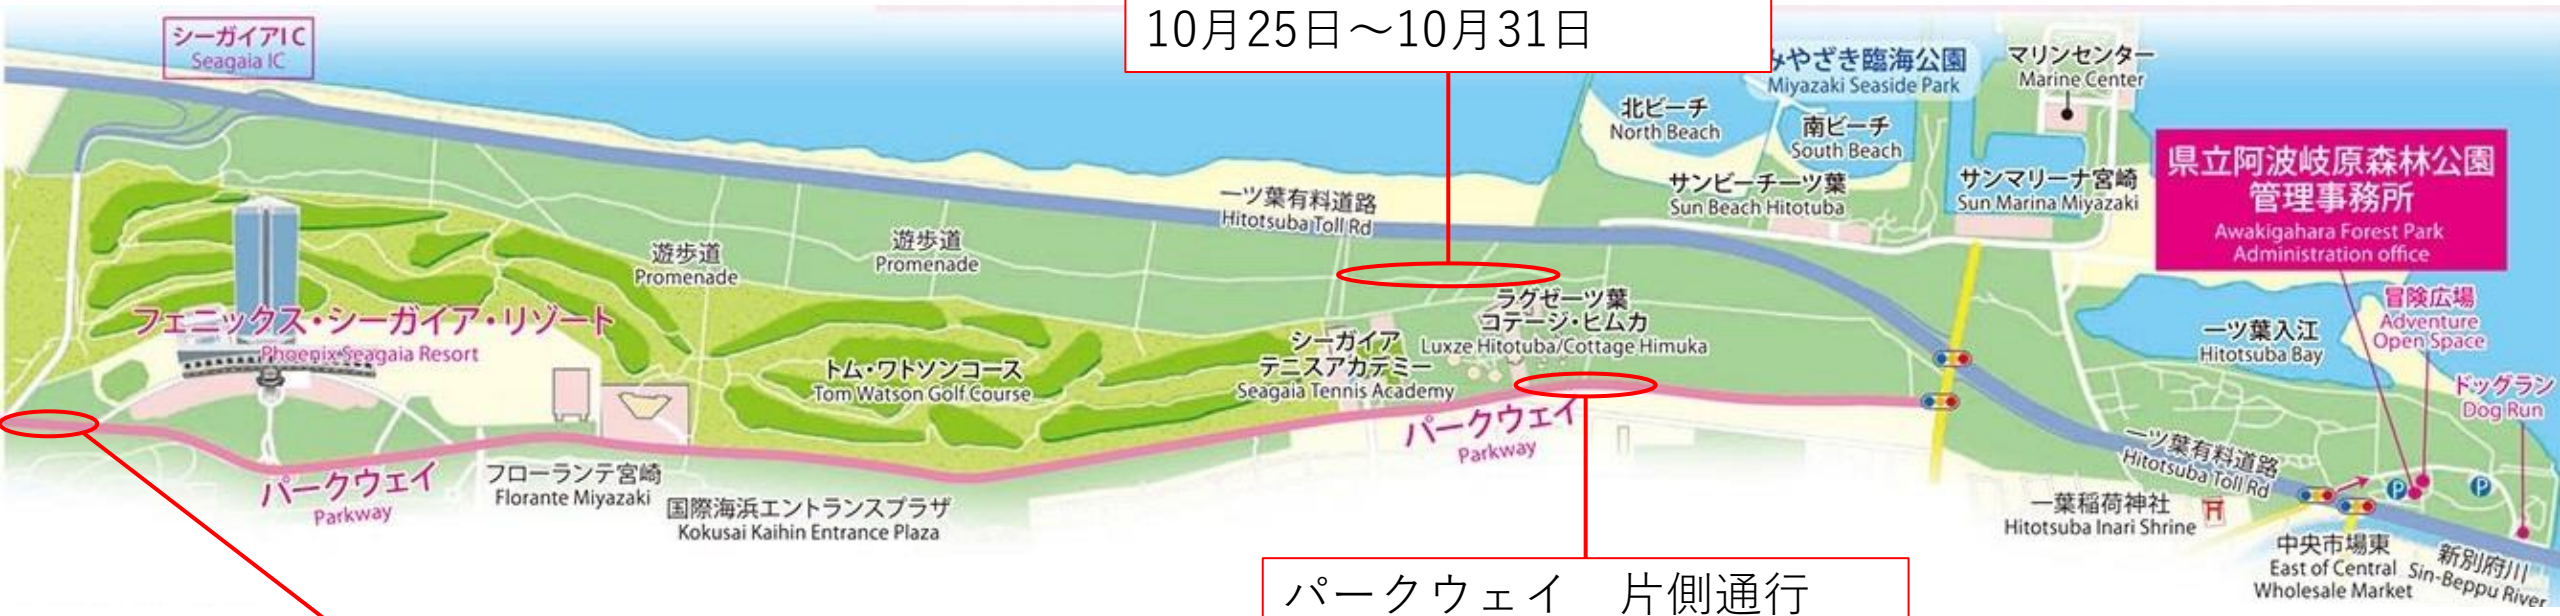 シーガイアIC
Seagaia IC
10月25日～10月31日
みやざき臨海公園
Miyazaki Seaside Park
マリンセンター
Marine Center
北ビーチ
North Beach
南ビーチ
South Beach
県立阿波岐原森林公園
管理事務所
Awakigahara Forest Park
Administration office
一ツ葉有料道路
Hitotsuba Toll Rd
サンビーチ一ツ葉
Sun Beach Hitotuba
サンマリーナ宮崎
Sun Marina Miyazaki
遊歩道
Promenade
遊歩道
Promenade
フェニックス・シーガイア・リゾート
Phoenix Seagaia Resort
トム・ワトソンコース
Tom Watson Golf Course
シーガイア
テニスアカデミー
Seagaia Tennis Academy
ラグゼ一ツ葉
コテージ・ヒムカ
Luxze Hitotuba/Cottage Himuka
一ツ葉入江
Hitotsuba Bay
冒険広場
Adventure
Open Space
ドッグラン
Dog Run
パークウェイ
Parkway
パークウェイ
Parkway
フローランテ宮崎
Florante Miyazaki
国際海浜エントランスプラザ
Kokusai Kaihin Entrance Plaza
一ツ葉有料道路
Hitotsuba Toll Rd
P
P
一葉稲荷神社
Hitotsuba Inari Shrine
中央市場東
East of Central
Wholesale Market
新別府川
Sin-Beppu River
パークウェイ　片側通行